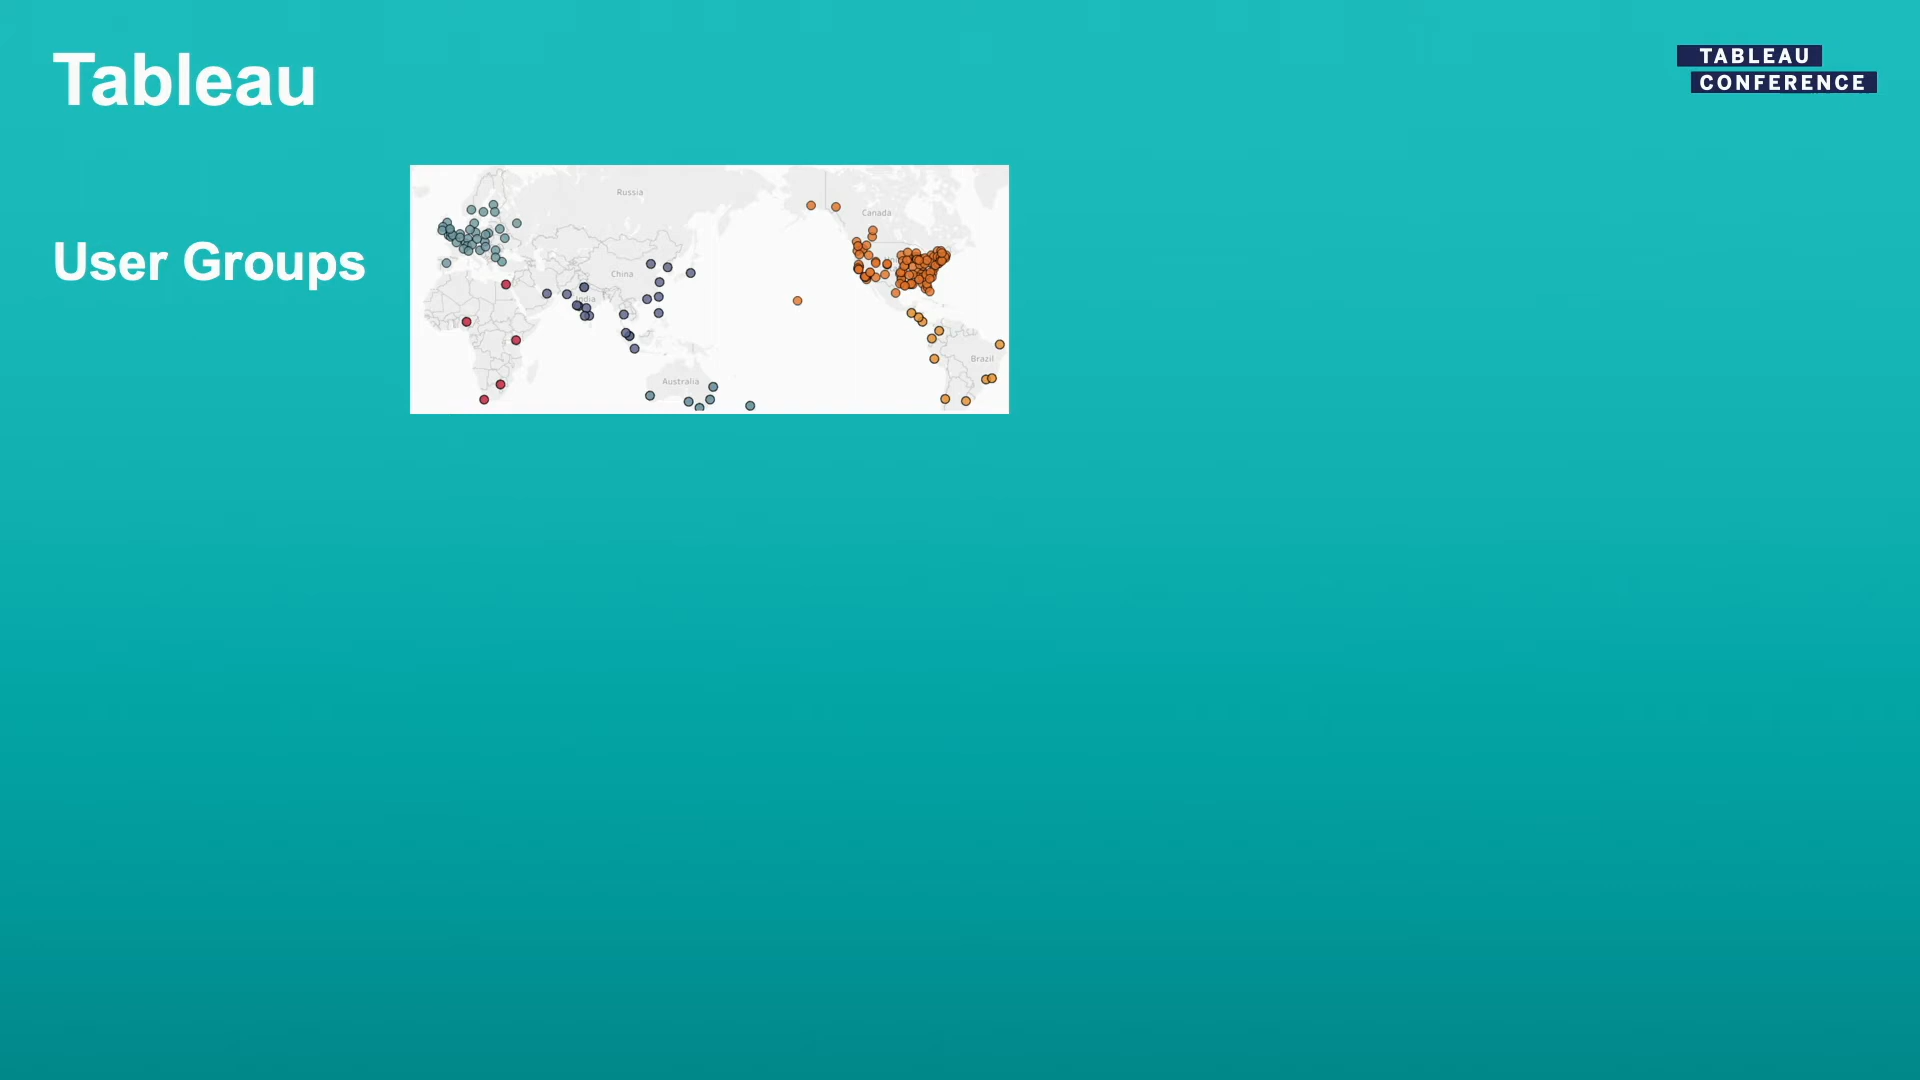 Tableau
TABLEAU
CONFERENCE
User Groups
Russia
Canada
China
India
Brazil
Australia